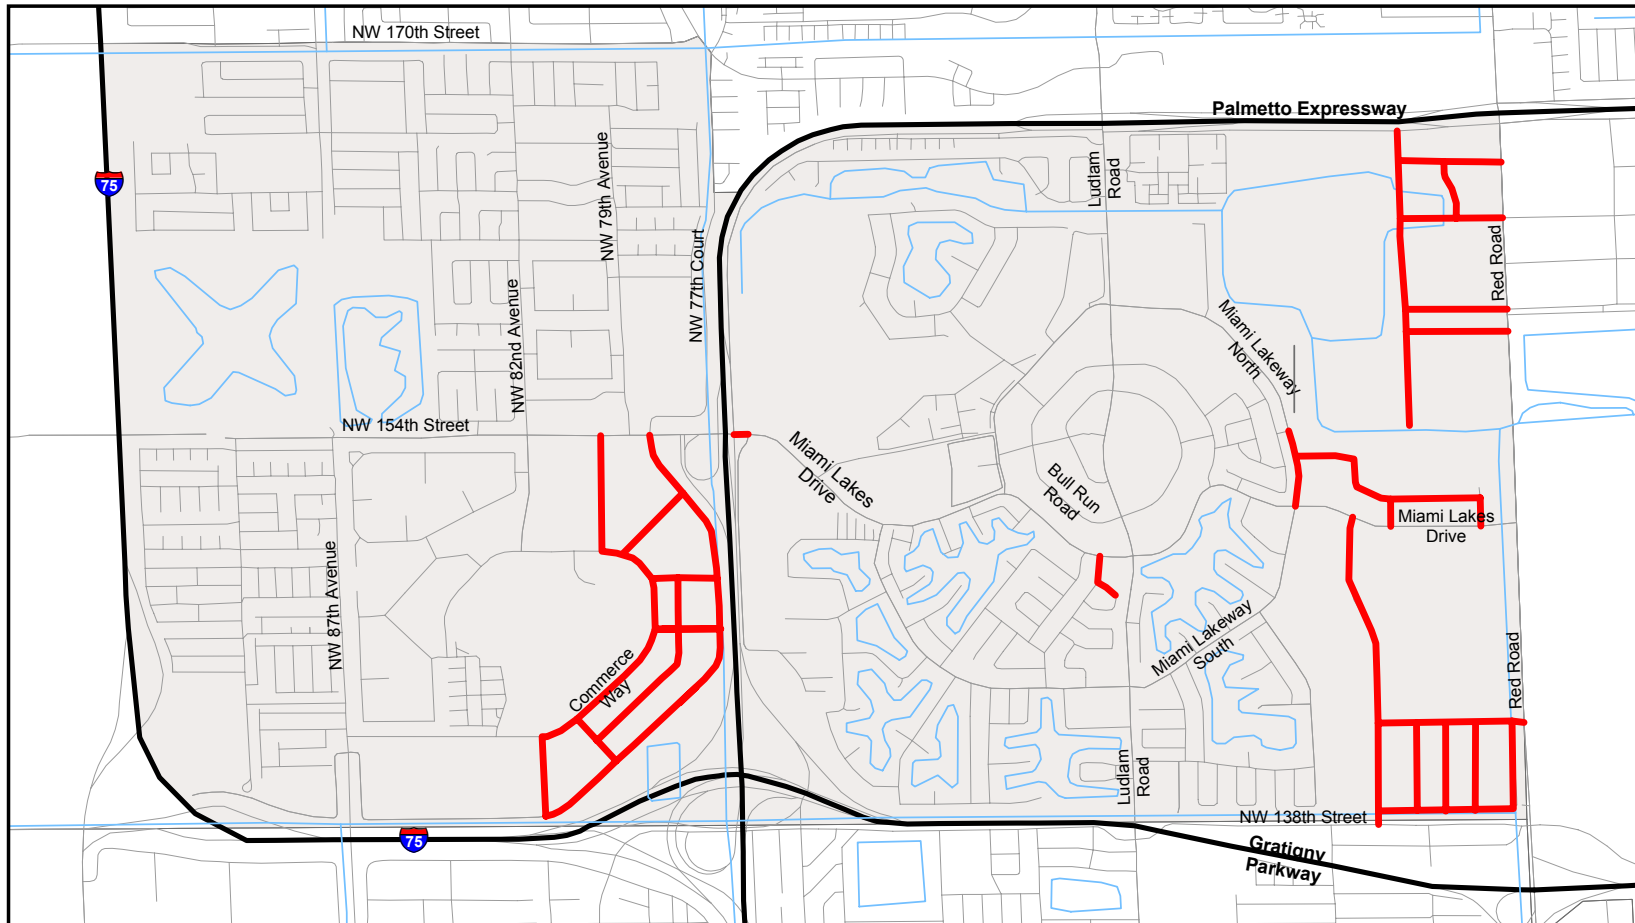 NW 170th Street
Palmetto Expressway
75
NW 79th Avenue
Ludlam
Road
NW 77th Court
Red Road
NW 82nd Avenue
Miami Lakeway
North
NW 154th Street
Miami Lakes
Drive
Bull Run
Road
Miami Lakes
Drive
NW 87th Avenue
Commerce
Way
Miami Lakeway
South
Red Road
Ludlam
Road
NW 138th Street
75
Gratigny
Parkway